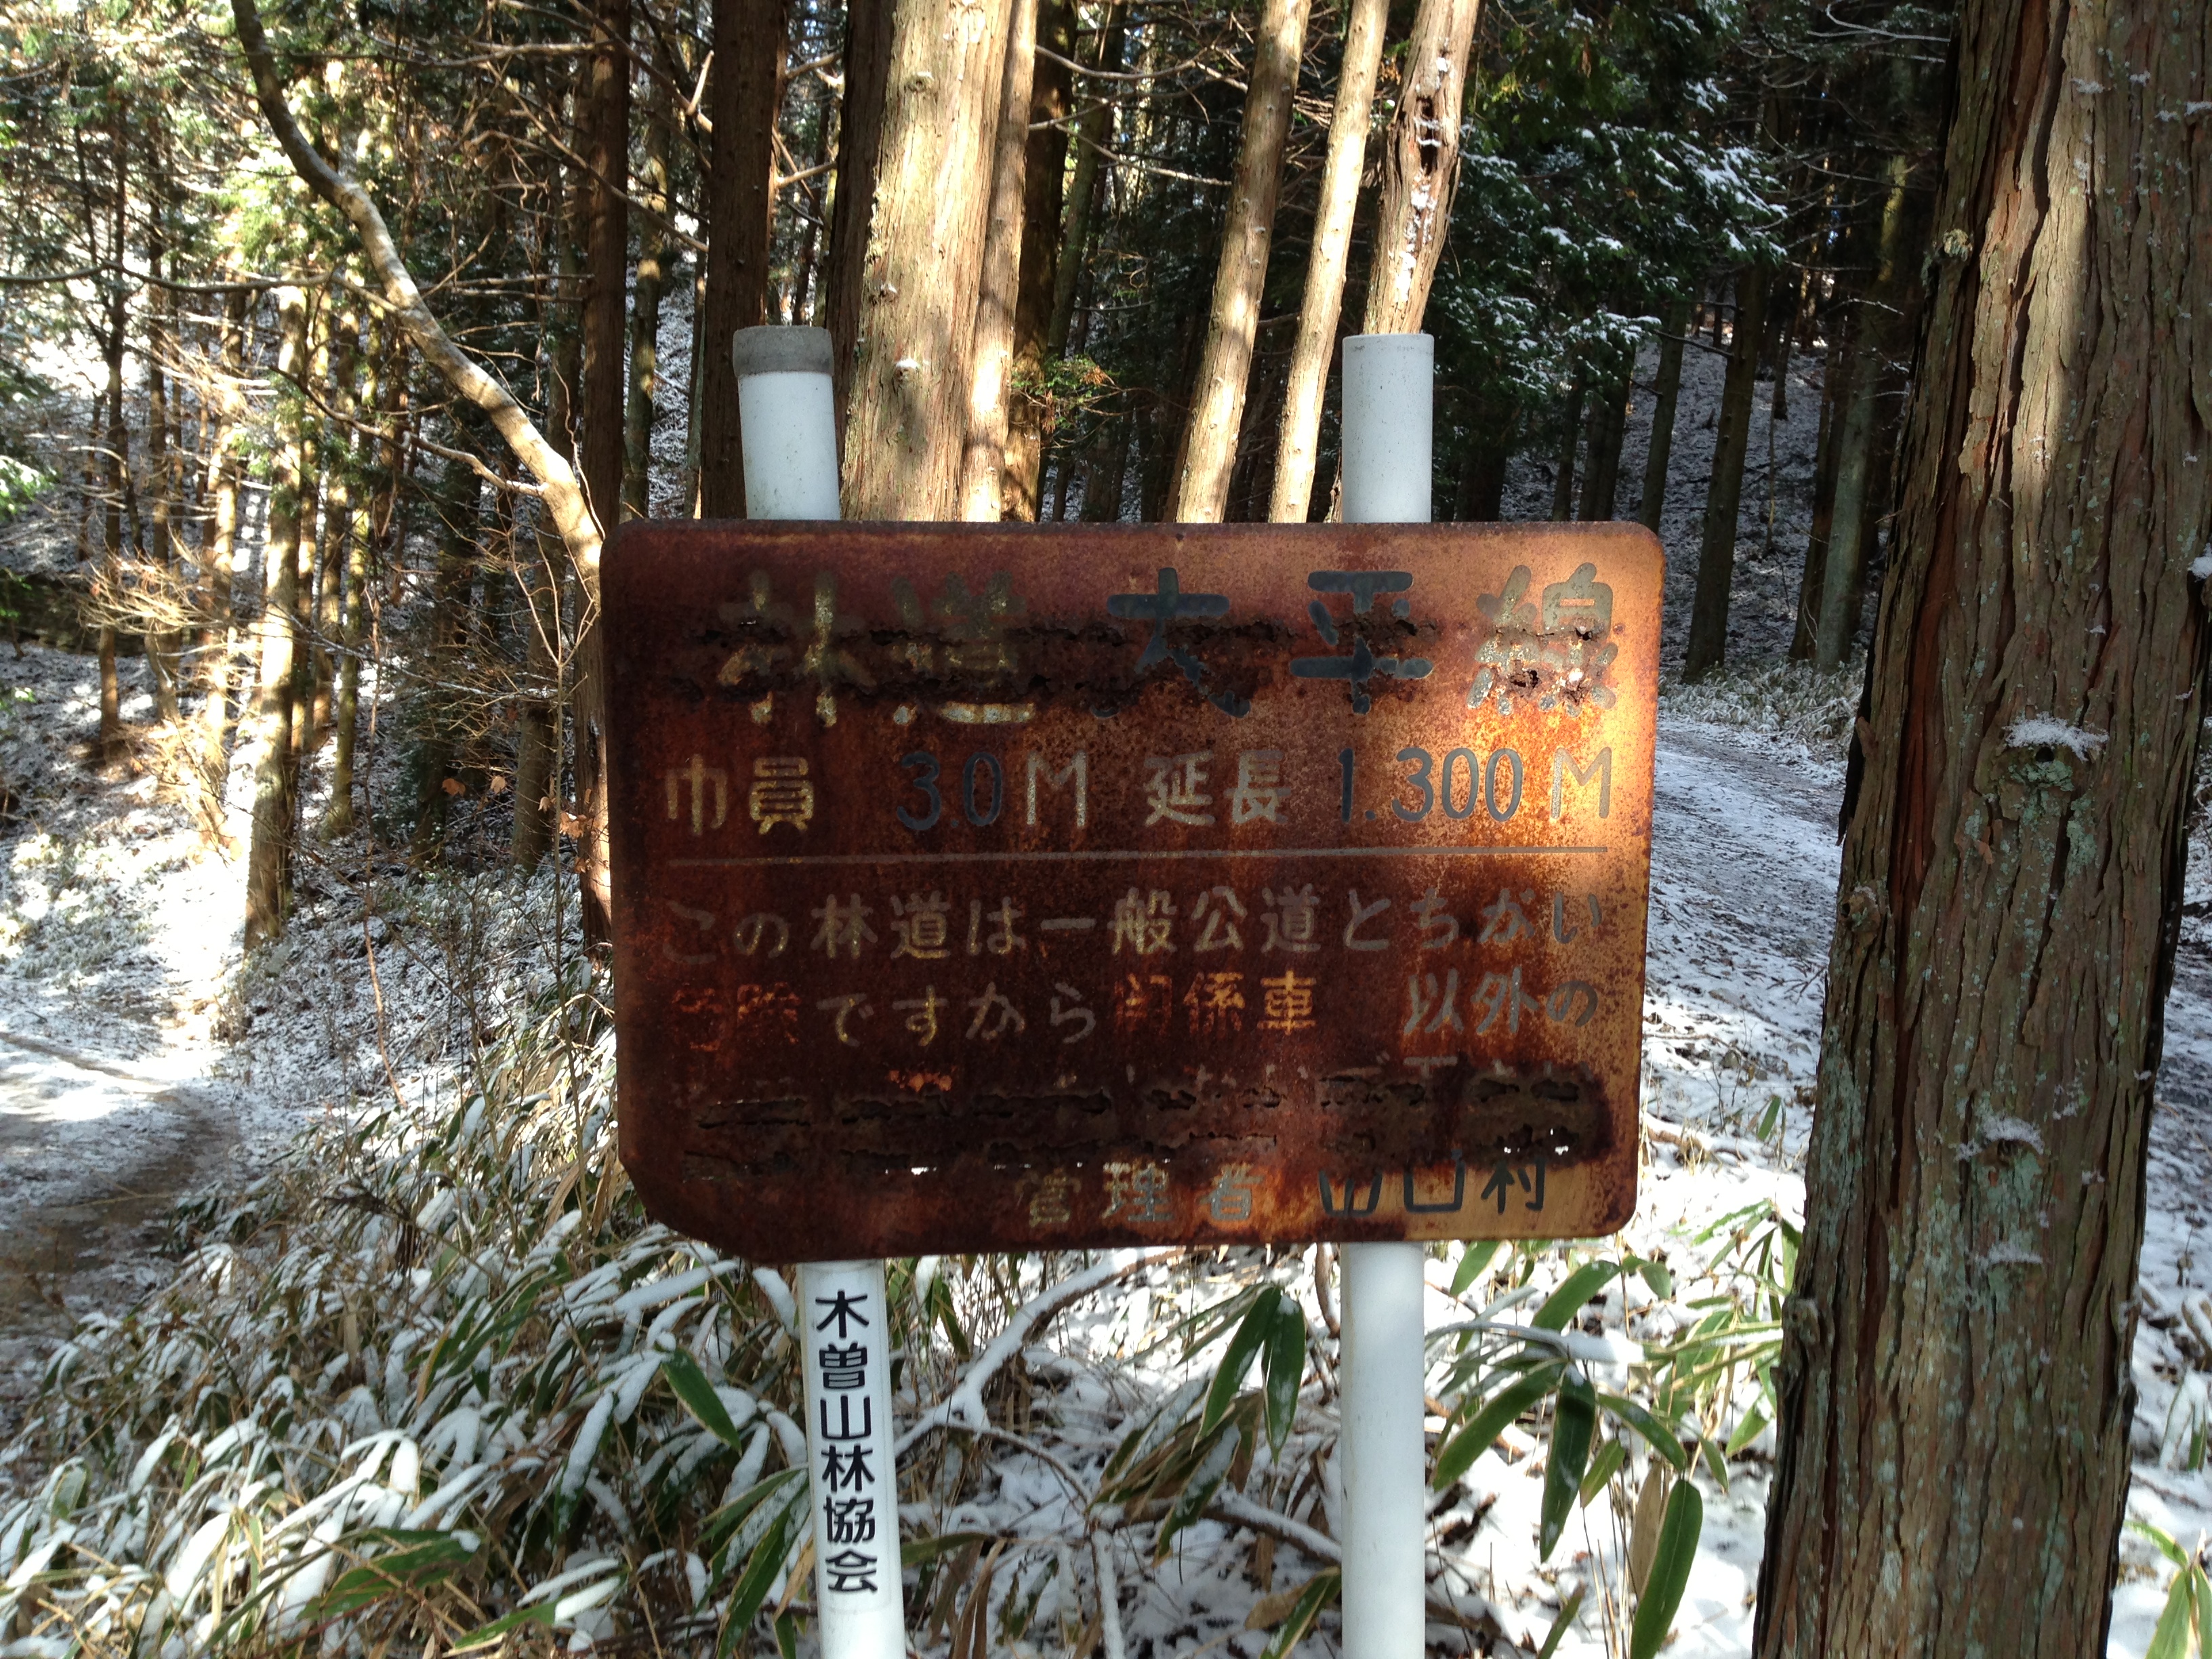 林道 大平線
巾員 3.0M 延長 1.300M
この林道は一般公道とちがい
危険ですから関係車 以外の
管理者 山口村
木曽山林協会